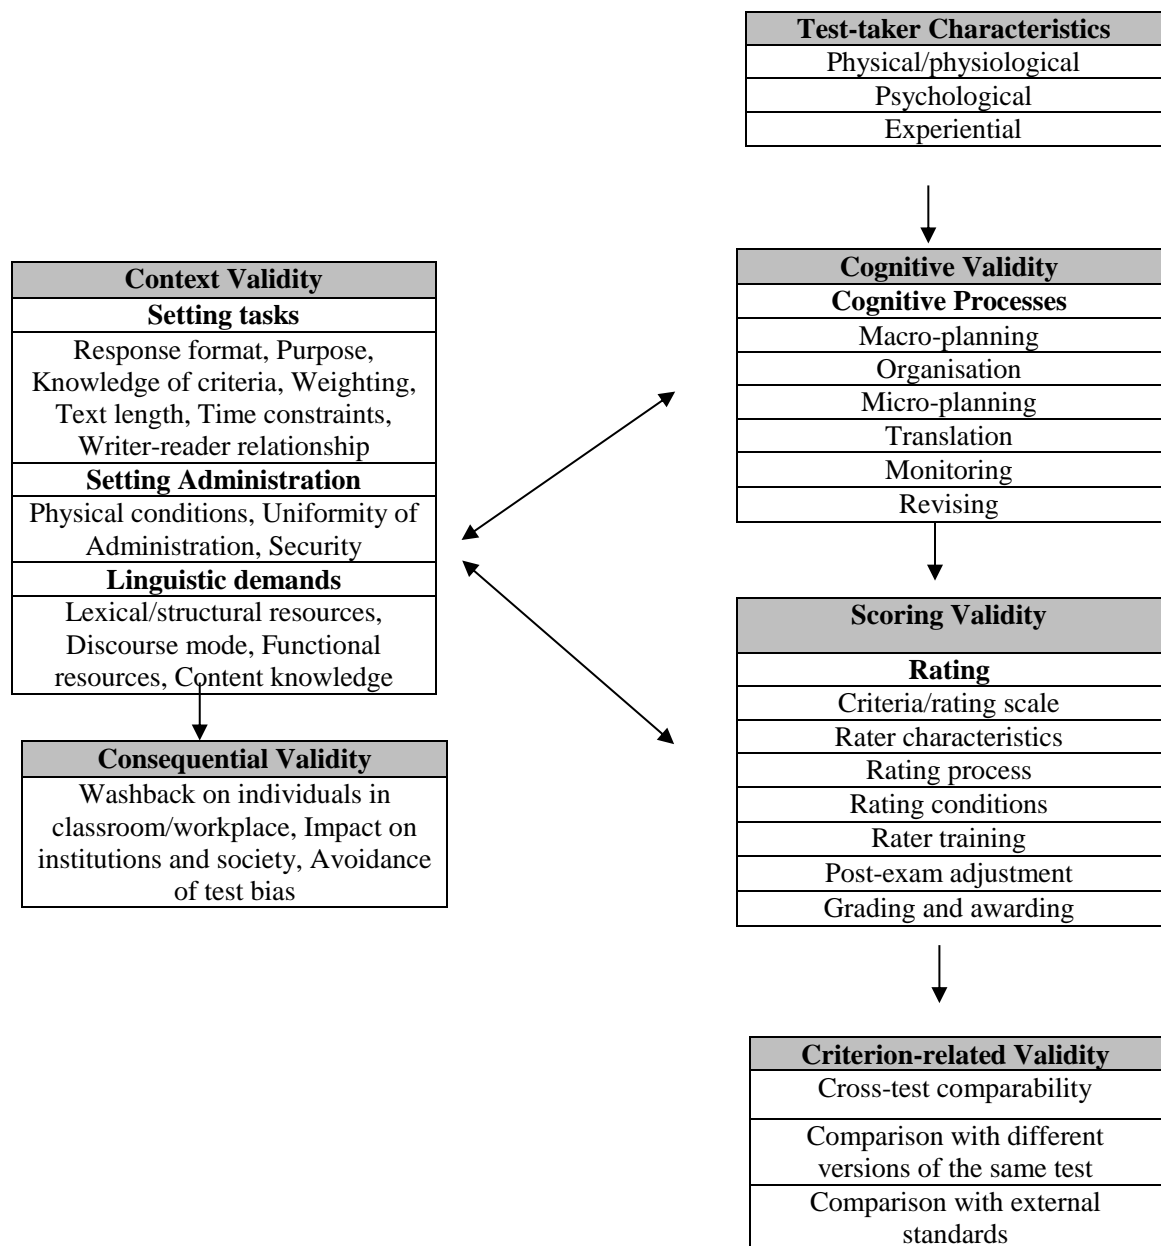 Test-taker Characteristics
Physical/physiological
Psychological
Experiential
Context Validity
Setting tasks
Response format, Purpose,
Knowledge of criteria, Weighting,
Text length, Time constraints,
Writer-reader relationship
Setting Administration
Physical conditions, Uniformity of
Administration, Security
Linguistic demands
Lexical/structural resources,
Discourse mode, Functional
resources, Content knowledge
Consequential Validity
Washback on individuals in
classroom/workplace, Impact on
institutions and society, Avoidance
of test bias
Cognitive Validity
Cognitive Processes
Macro-planning
Organisation
Micro-planning
Translation
Monitoring
Revising
Scoring Validity
Rating
Criteria/rating scale
Rater characteristics
Rating process
Rating conditions
Rater training
Post-exam adjustment
Grading and awarding
Criterion-related Validity
Cross-test comparability
Comparison with different
versions of the same test
Comparison with external
standards